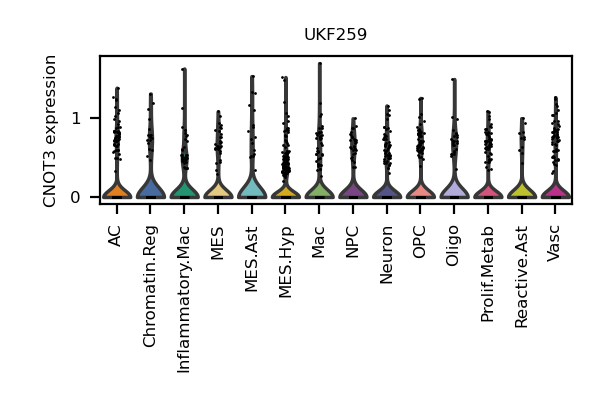 UKF259
CNOT3 expression
1
0
AC
Chromatin.Reg
Inflammatory.Mac
MES
MES.Ast
MES.Hyp
Mac
NPC
Neuron
OPC
Oligo
Prolif.Metab
Reactive.Ast
Vasc